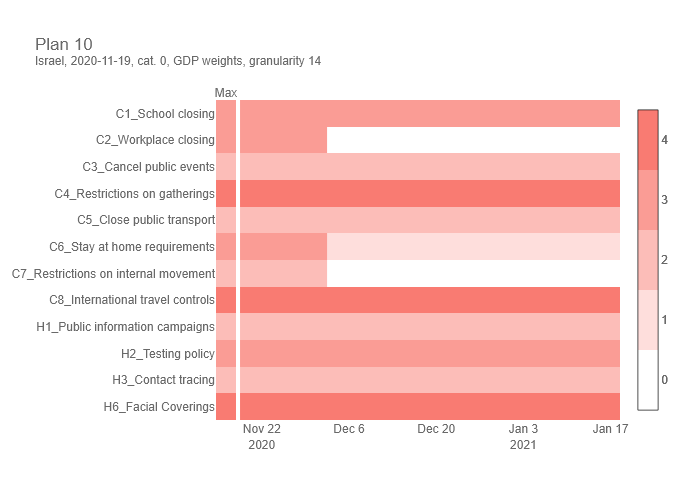 Plan 10
Israel, 2020-11-19, cat. 0, GDP weights, granularity 14
Max
C1_School closing
C2_Workplace closing
C3_Cancel public events
C4_Restrictions on gatherings
C5_Close public transport
C6_Stay at home requirements
C7_Restrictions on internal movement
C8_International travel controls
H1_Public information campaigns
H2_Testing policy
H3_Contact tracing
H6_Facial Coverings
4
3
2
1
0
Nov 22 Dec 6 Dec 20 Jan 3 Jan 17
2020 2021